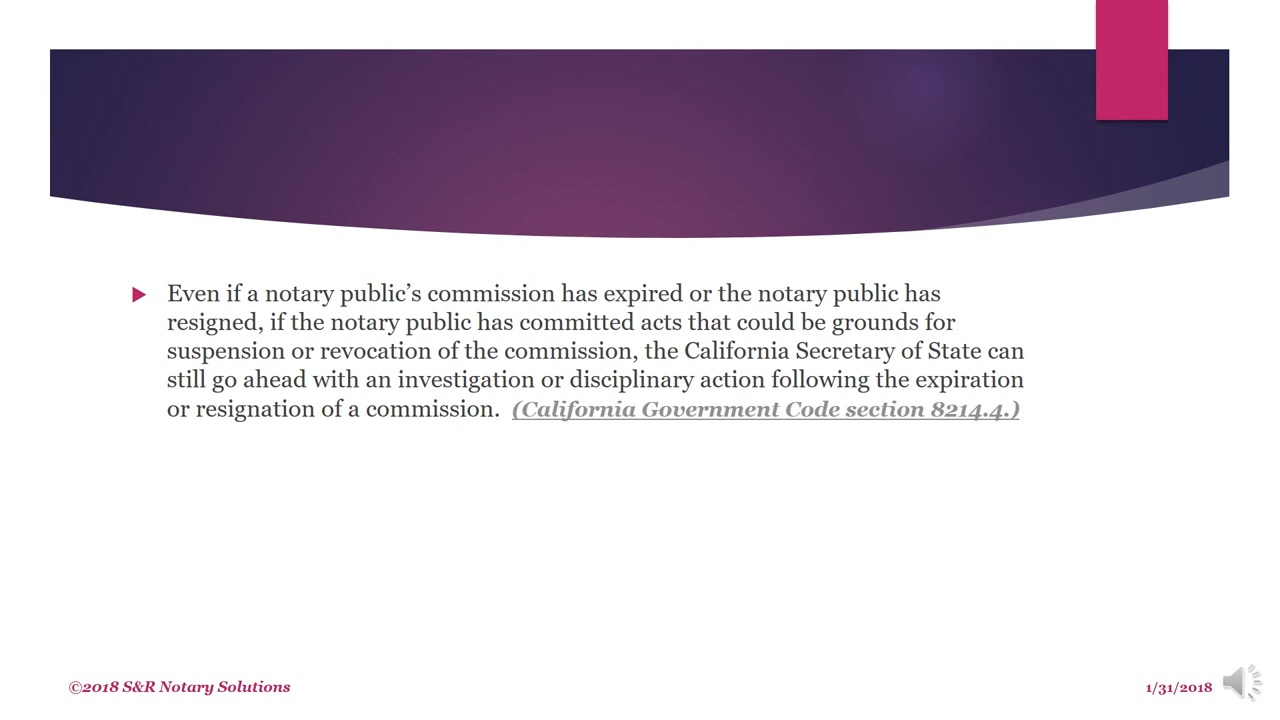 Even if a notary public’s commission has expired or the notary public has
resigned, if the notary public has committed acts that could be grounds for
suspension or revocation of the commission, the California Secretary of State can
still go ahead with an investigation or disciplinary action following the expiration
or resignation of a commission.  (California Government Code section 8214.4.)
©2018 S&R Notary Solutions
1/31/2018